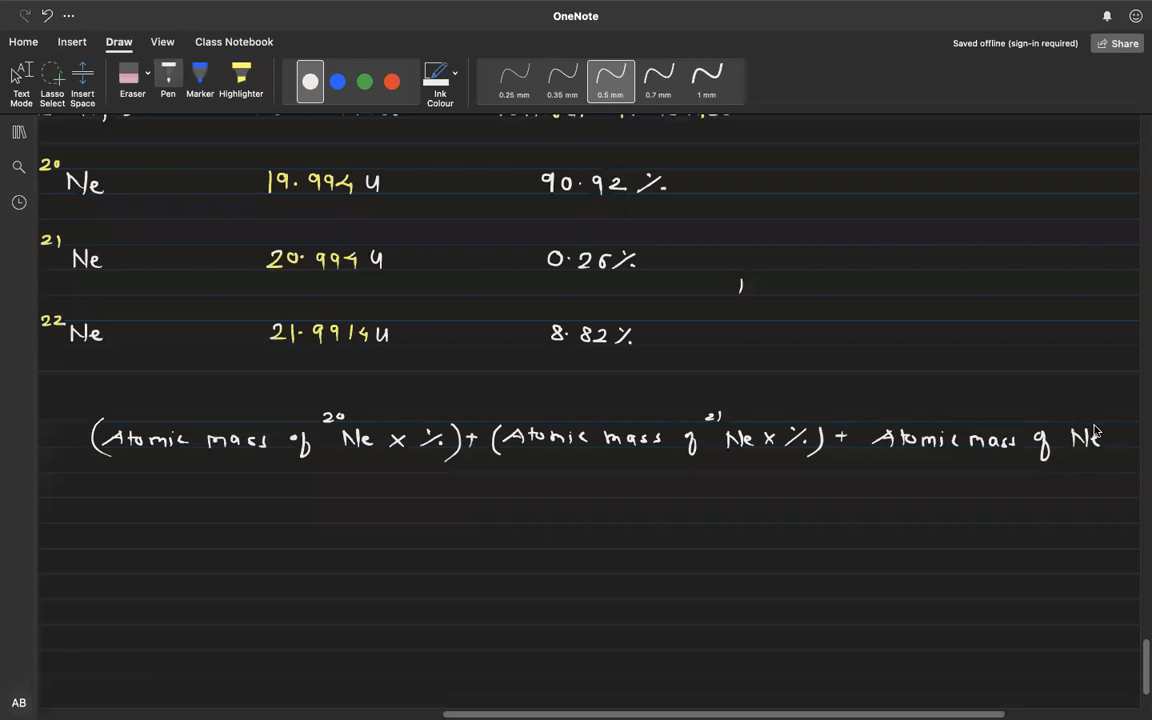 OneNote
Home Insert Draw View Class Notebook
Saved offline (sign-in required) Share
Text Mode Lasso Select Insert Space Eraser Pen Marker Highlighter Ink Colour 0.25 mm 0.35 mm 0.5 mm 0.7 mm 1 mm
20 Ne 19.994 u 90.92 %
21 Ne 20.994 u 0.26 %
22 Ne 21.9914 u 8.82 %
(Atomic mass of 20 Ne x %) + (Atomic mass of 21 Ne x %) + Atomic mass of Ne
AB